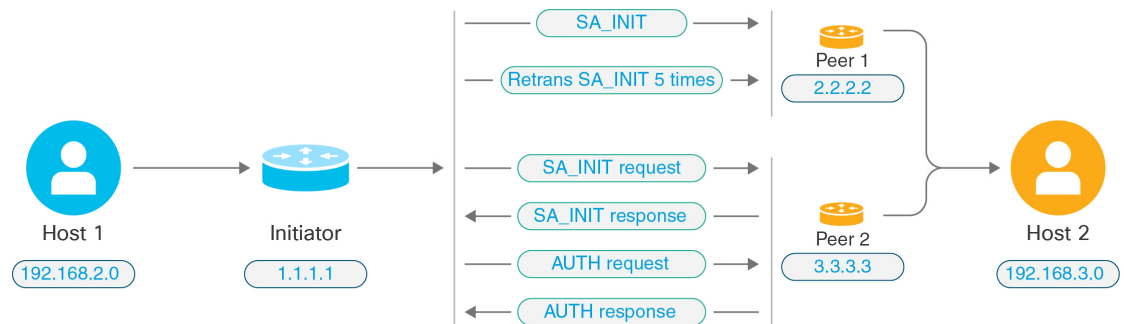 SA_INIT
Retrans SA_INIT 5 times
Peer 1
2.2.2.2
Host 1
192.168.2.0
Initiator
1.1.1.1
SA_INIT request
SA_INIT response
AUTH request
AUTH response
Peer 2
3.3.3.3
Host 2
192.168.3.0